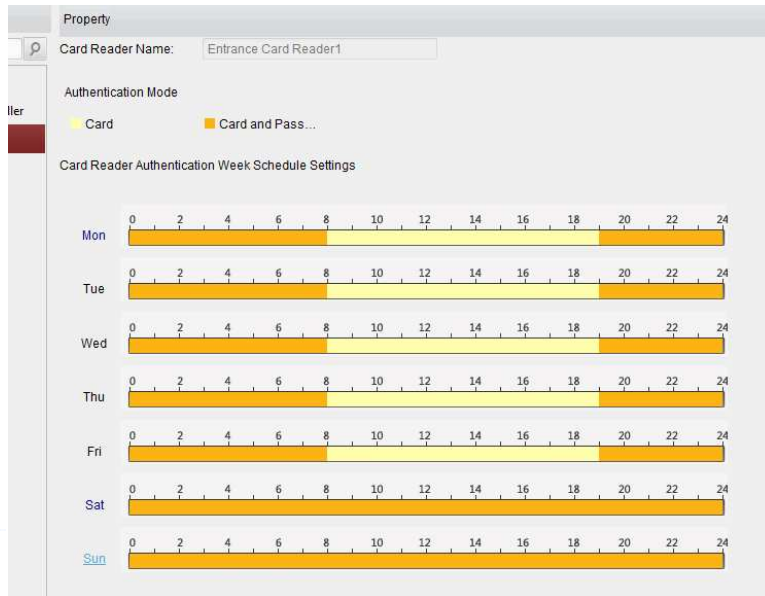 Property
Card Reader Name: Entrance Card Reader1
Authentication Mode
ller
Card Card and Pass...
Card Reader Authentication Week Schedule Settings
0 2 4 6 8 10 12 14 16 18 20 22 24
Mon
0 2 4 6 8 10 12 14 16 18 20 22 24
Tue
0 2 4 6 8 10 12 14 16 18 20 22 24
Wed
0 2 4 6 8 10 12 14 16 18 20 22 24
Thu
0 2 4 6 8 10 12 14 16 18 20 22 24
Fri
0 2 4 6 8 10 12 14 16 18 20 22 24
Sat
0 2 4 6 8 10 12 14 16 18 20 22 24
Sun